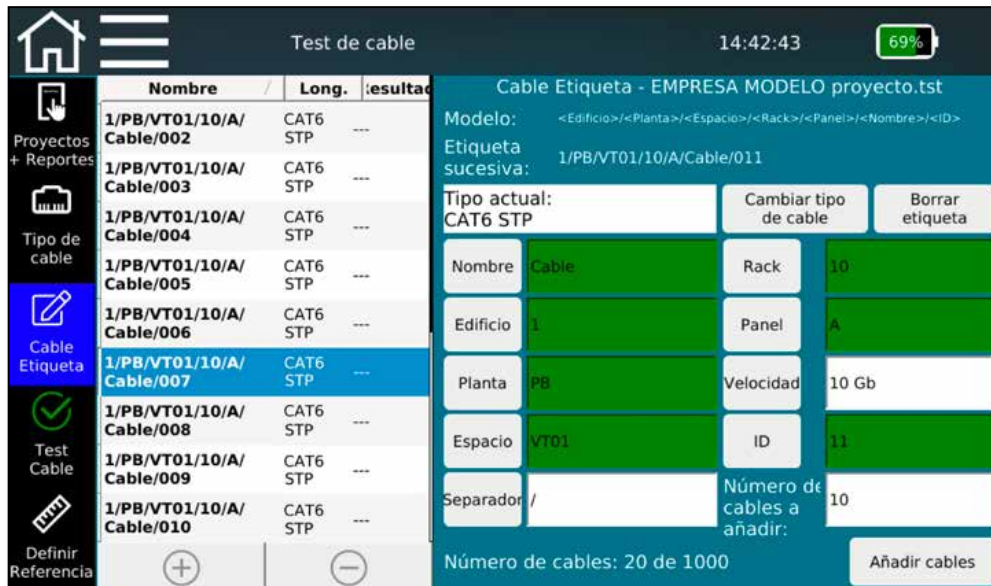 Test de cable
14:42:43
69%
Proyectos
+ Reportes
Tipo de
cable
Cable
Etiqueta
Test
Cable
Definir
Referencia
Nombre / Long. esultad
1/PB/VT01/10/A/ CAT6
Cable/002 STP ---
1/PB/VT01/10/A/ CAT6
Cable/003 STP ---
1/PB/VT01/10/A/ CAT6
Cable/004 STP ---
1/PB/VT01/10/A/ CAT6
Cable/005 STP ---
1/PB/VT01/10/A/ CAT6
Cable/006 STP ---
1/PB/VT01/10/A/ CAT6
Cable/007 STP ---
1/PB/VT01/10/A/ CAT6
Cable/008 STP ---
1/PB/VT01/10/A/ CAT6
Cable/009 STP ---
1/PB/VT01/10/A/ CAT6
Cable/010 STP ---
Cable Etiqueta - EMPRESA MODELO proyecto.tst
Modelo: <Edificio>/<Planta>/<Espacio>/<Rack>/<Panel>/<Nombre>/<ID>
Etiqueta
sucesiva: 1/PB/VT01/10/A/Cable/011
Tipo actual:
CAT6 STP
Cambiar tipo
de cable
Borrar
etiqueta
Nombre Cable Rack 10
Edificio 1 Panel A
Planta PB Velocidad 10 Gb
Espacio VT01 ID 11
Separador /
Número de
cables a
añadir:
10
Número de cables: 20 de 1000
Añadir cables